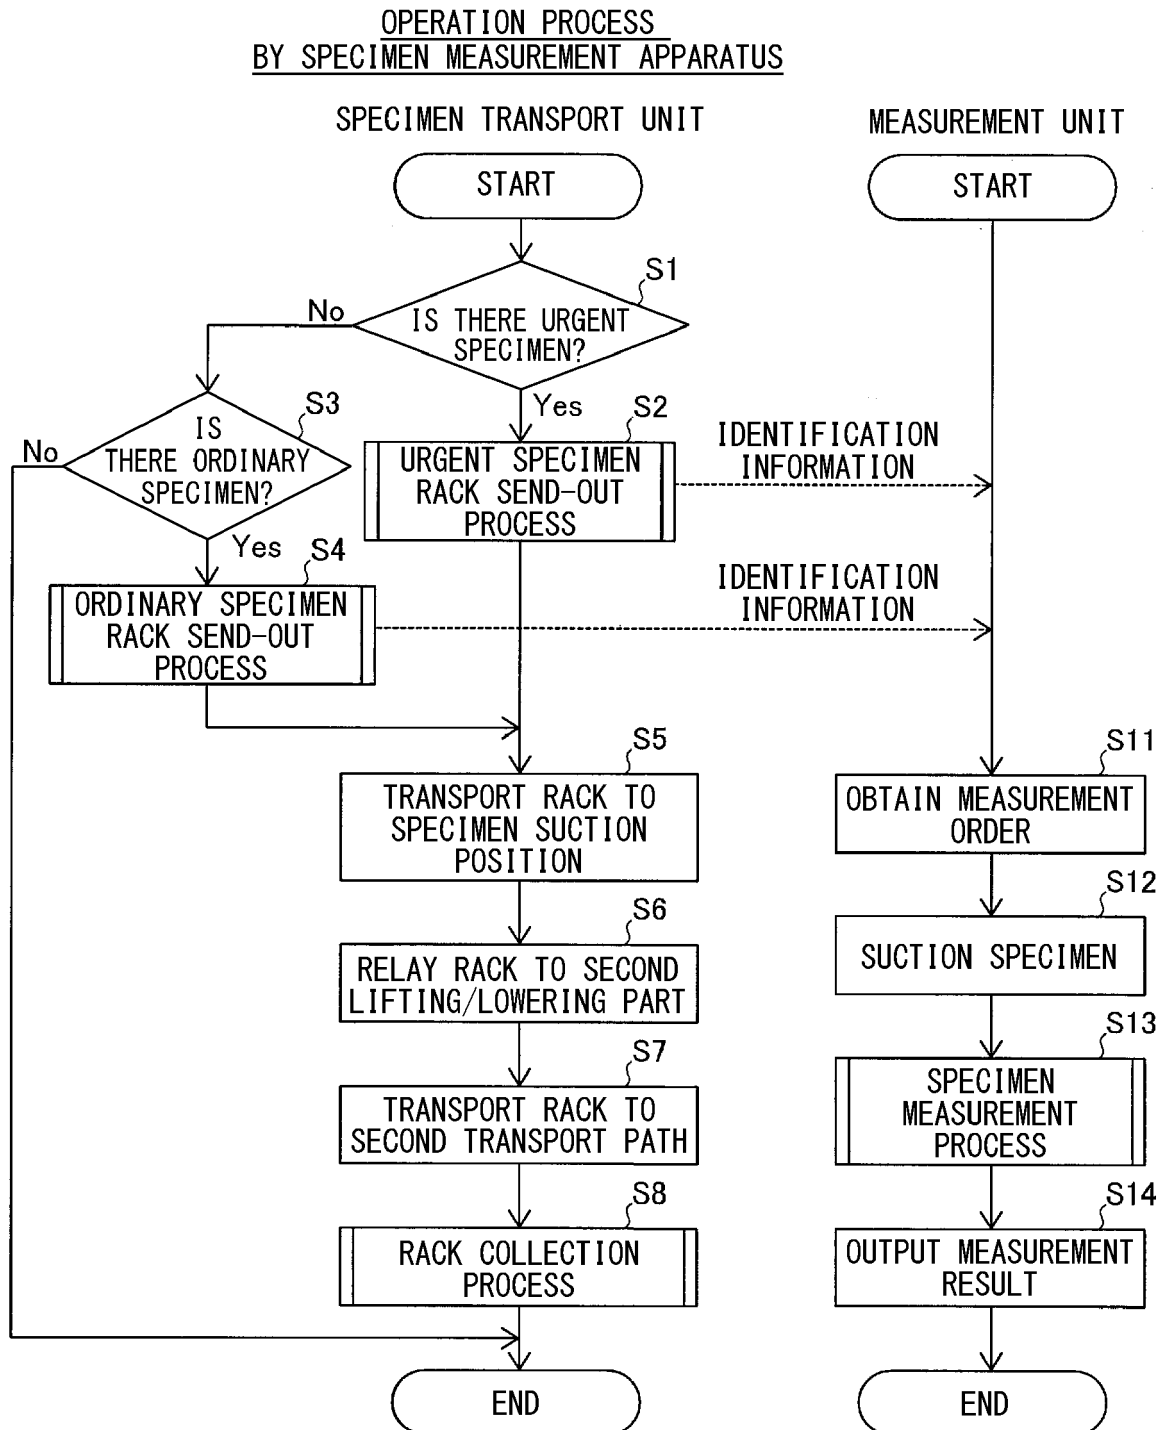 OPERATION PROCESS
BY SPECIMEN MEASUREMENT APPARATUS
SPECIMEN TRANSPORT UNIT
START
S1
IS THERE URGENT
SPECIMEN?
No
Yes
S3
IS
THERE ORDINARY
SPECIMEN?
No
Yes
S2
URGENT SPECIMEN
RACK SEND-OUT
PROCESS
IDENTIFICATION
INFORMATION
S4
ORDINARY SPECIMEN
RACK SEND-OUT
PROCESS
IDENTIFICATION
INFORMATION
S5
TRANSPORT RACK TO
SPECIMEN SUCTION
POSITION
S6
RELAY RACK TO SECOND
LIFTING/LOWERING PART
S7
TRANSPORT RACK TO
SECOND TRANSPORT PATH
S8
RACK COLLECTION
PROCESS
END
MEASUREMENT UNIT
START
S11
OBTAIN MEASUREMENT
ORDER
S12
SUCTION SPECIMEN
S13
SPECIMEN
MEASUREMENT
PROCESS
S14
OUTPUT MEASUREMENT
RESULT
END